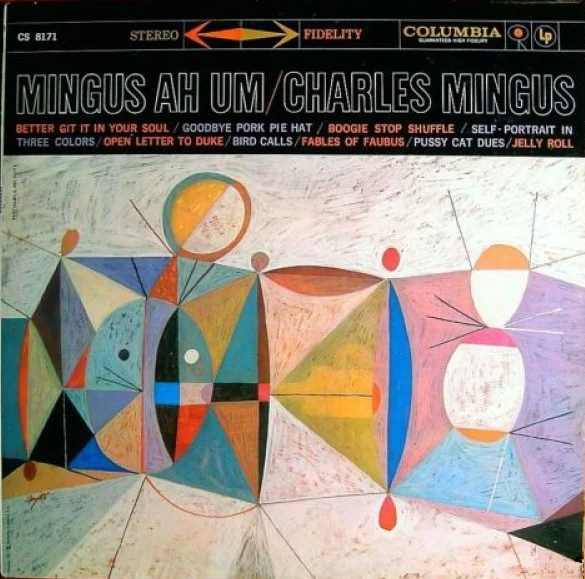 CS 8171
STEREO FIDELITY
COLUMBIA
GUARANTEED HIGH FIDELITY
Lp
MINGUS AH UM/CHARLES MINGUS
BETTER GIT IT IN YOUR SOUL / GOODBYE PORK PIE HAT / BOOGIE STOP SHUFFLE / SELF-PORTRAIT IN
THREE COLORS/OPEN LETTER TO DUKE/BIRD CALLS/FABLES OF FAUBUS/PUSSY CAT DUES/JELLY ROLL